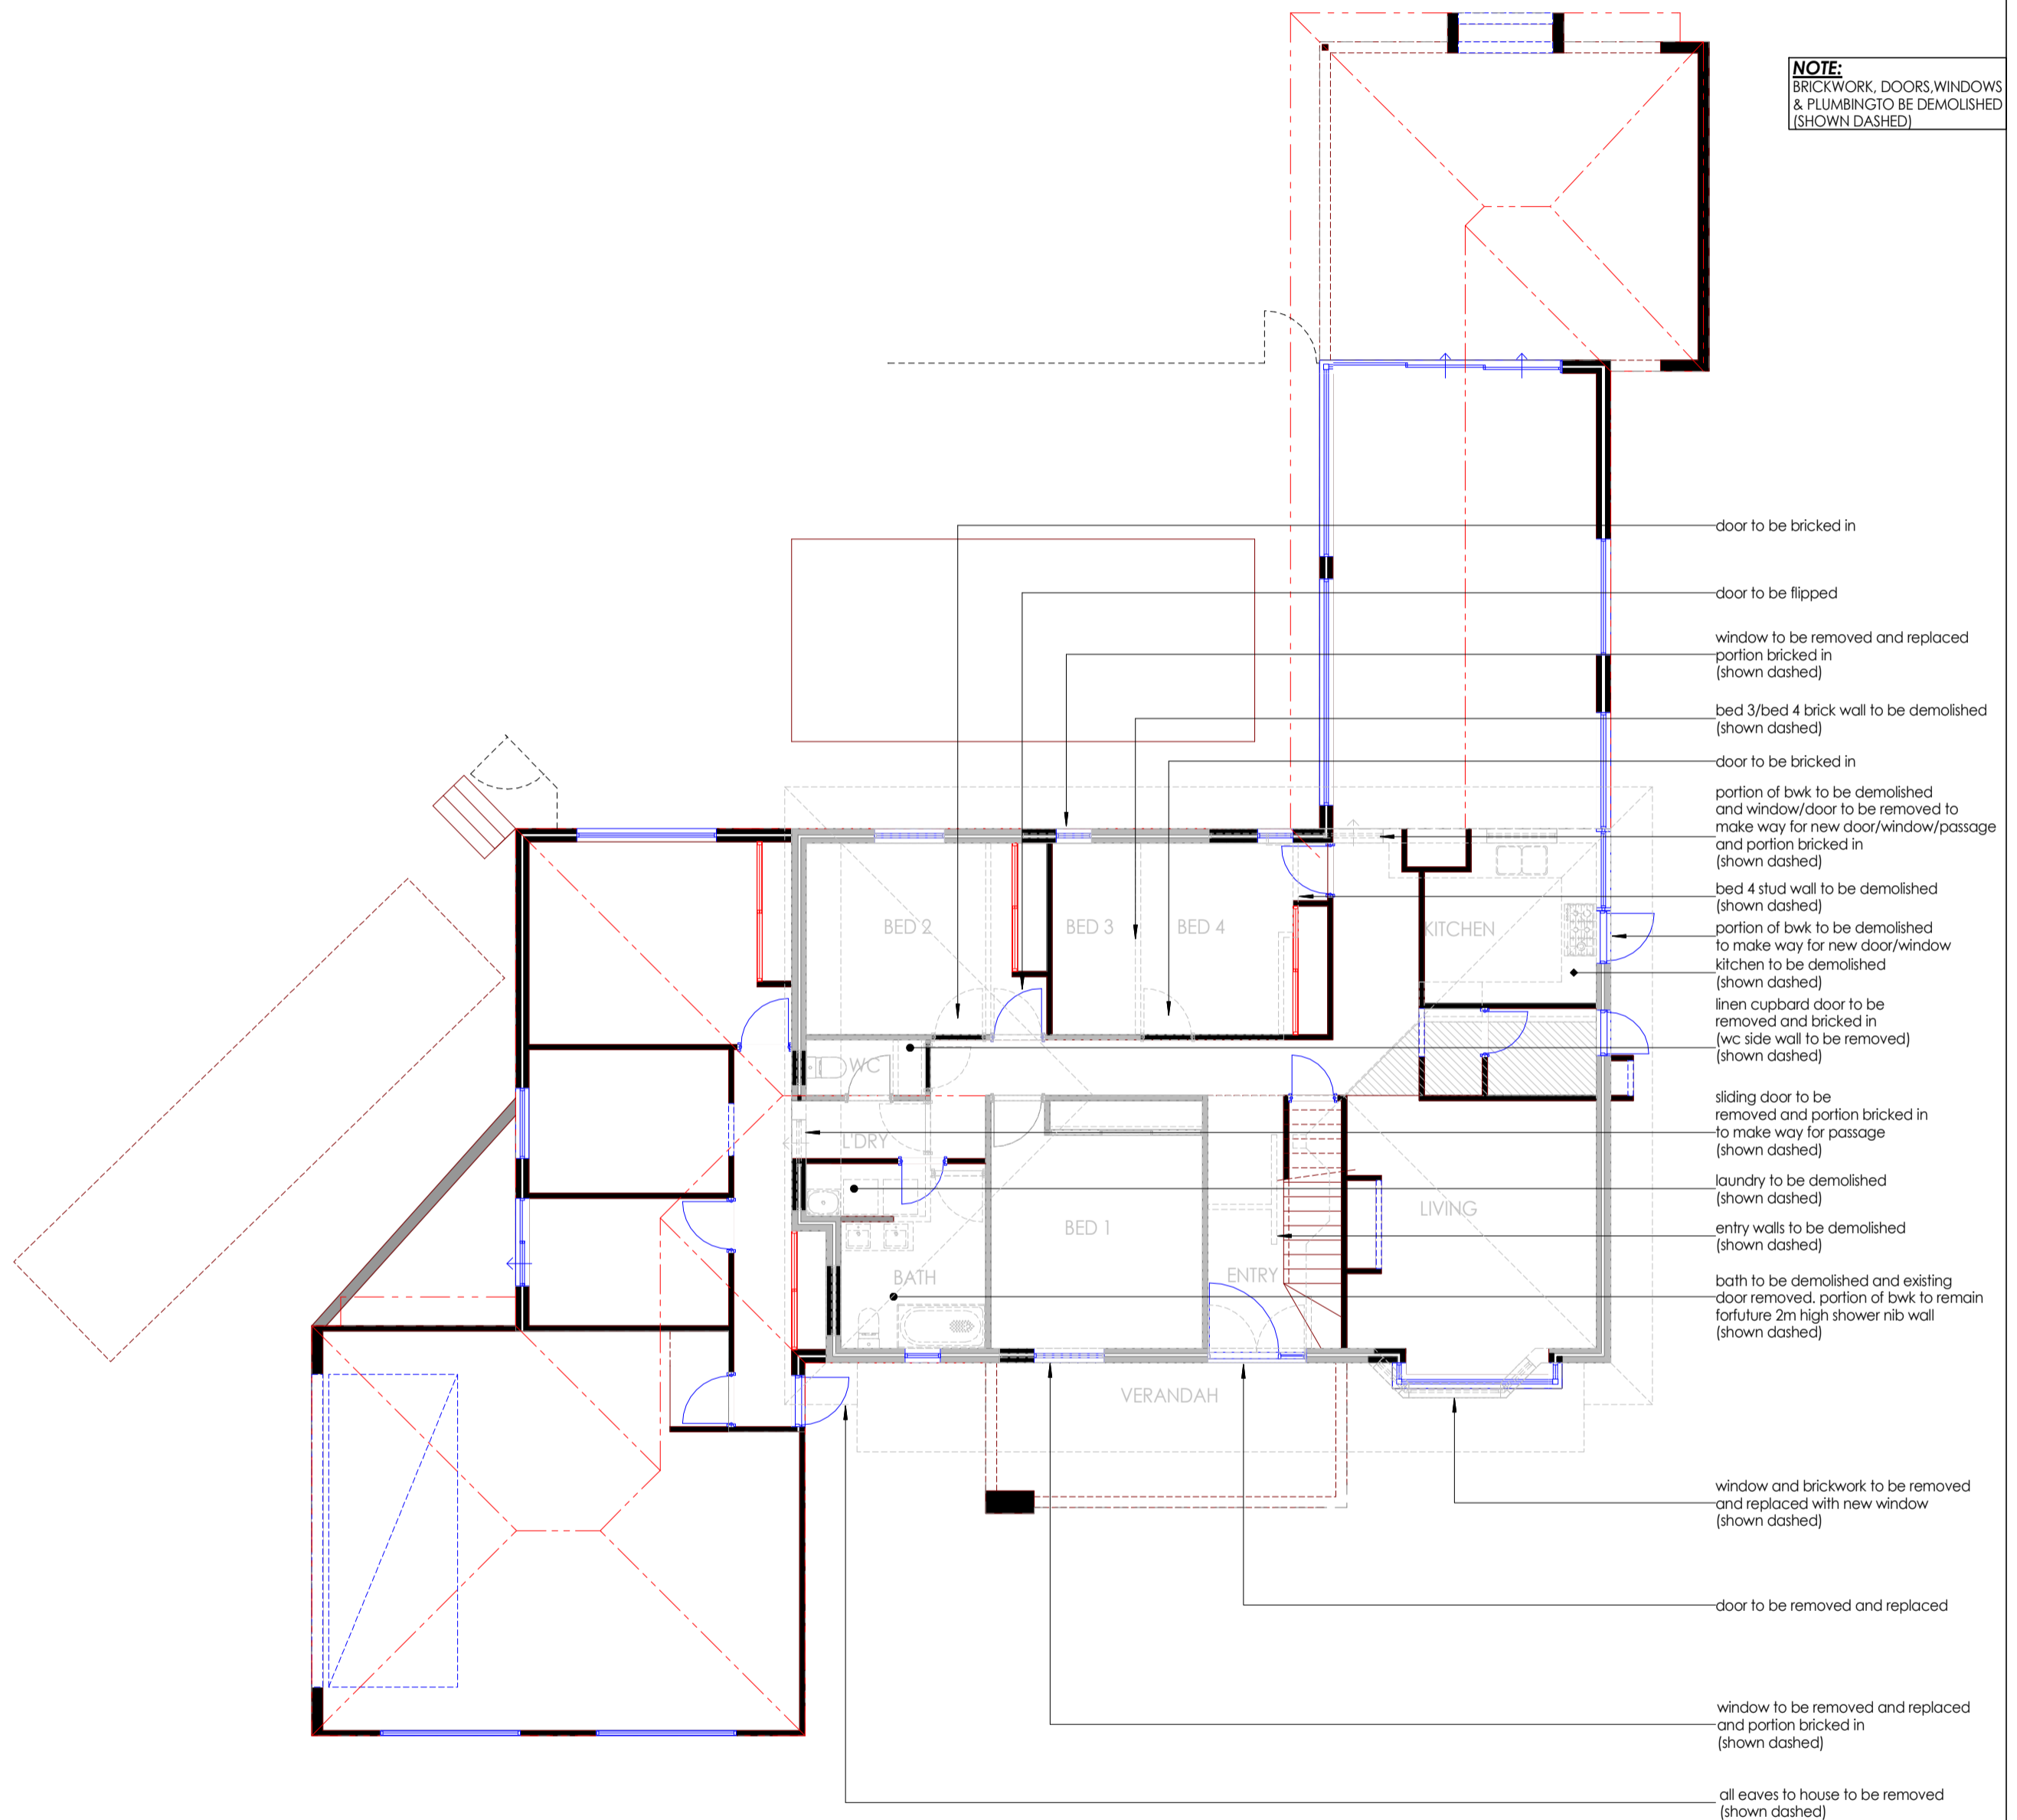 NOTE:
BRICKWORK, DOORS,WINDOWS
& PLUMBINGTO BE DEMOLISHED
(SHOWN DASHED)
door to be bricked in
door to be flipped
window to be removed and replaced
portion bricked in
(shown dashed)
bed 3/bed 4 brick wall to be demolished
(shown dashed)
door to be bricked in
portion of bwk to be demolished
and window/door to be removed to
make way for new door/window/passage
and portion bricked in
(shown dashed)
bed 4 stud wall to be demolished
(shown dashed)
portion of bwk to be demolished
to make way for new door/window
kitchen to be demolished
(shown dashed)
linen cupbard door to be
removed and bricked in
(wc side wall to be removed)
(shown dashed)
sliding door to be
removed and portion bricked in
to make way for passage
(shown dashed)
laundry to be demolished
(shown dashed)
entry walls to be demolished
(shown dashed)
bath to be demolished and existing
door removed. portion of bwk to remain
forfuture 2m high shower nib wall
(shown dashed)
window and brickwork to be removed
and replaced with new window
(shown dashed)
door to be removed and replaced
window to be removed and replaced
and portion bricked in
(shown dashed)
all eaves to house to be removed
(shown dashed)
BED 2
BED 3
BED 4
KITCHEN
WC
L'DRY
BED 1
LIVING
BATH
ENTRY
VERANDAH